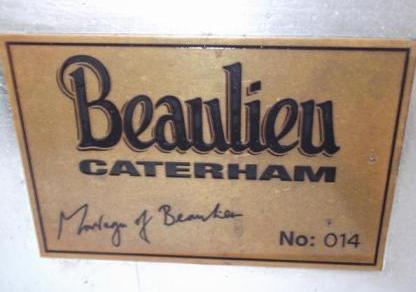 Beaulieu
CATERHAM
Montagu of Beaulieu
No: 014